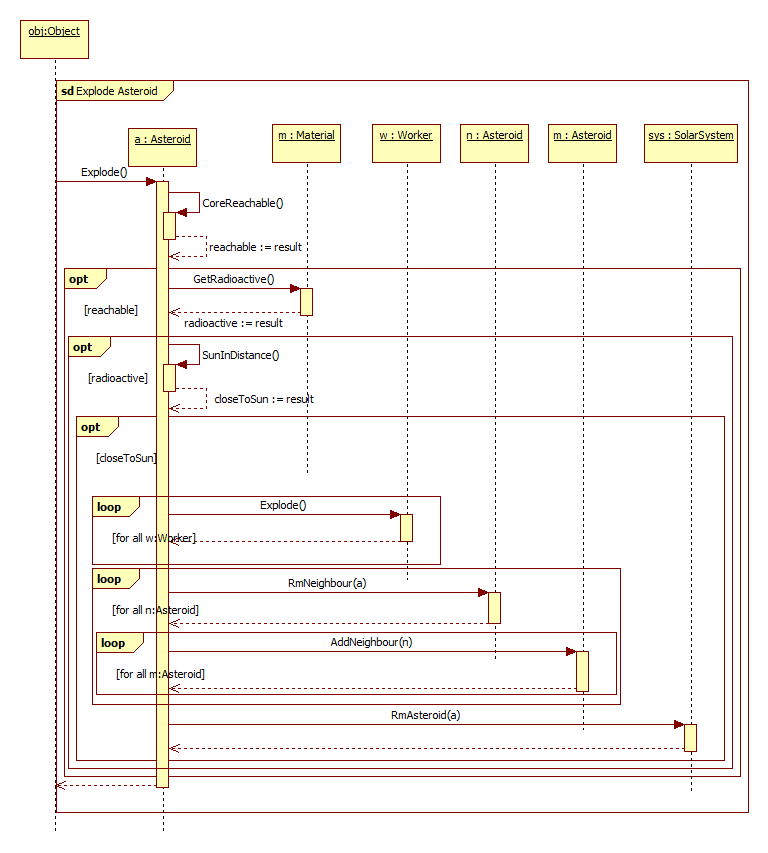 obj:Object
sd Explode Asteroid
a : Asteroid
m : Material
w : Worker
n : Asteroid
m : Asteroid
sys : SolarSystem
Explode()
CoreReachable()
reachable := result
opt
GetRadioactive()
[reachable]
radioactive := result
opt
SunInDistance()
[radioactive]
closeToSun := result
opt
[closeToSun]
loop
Explode()
[for all w:Worker]
loop
RmNeighbour(a)
[for all n:Asteroid]
loop
AddNeighbour(n)
[for all m:Asteroid]
RmAsteroid(a)